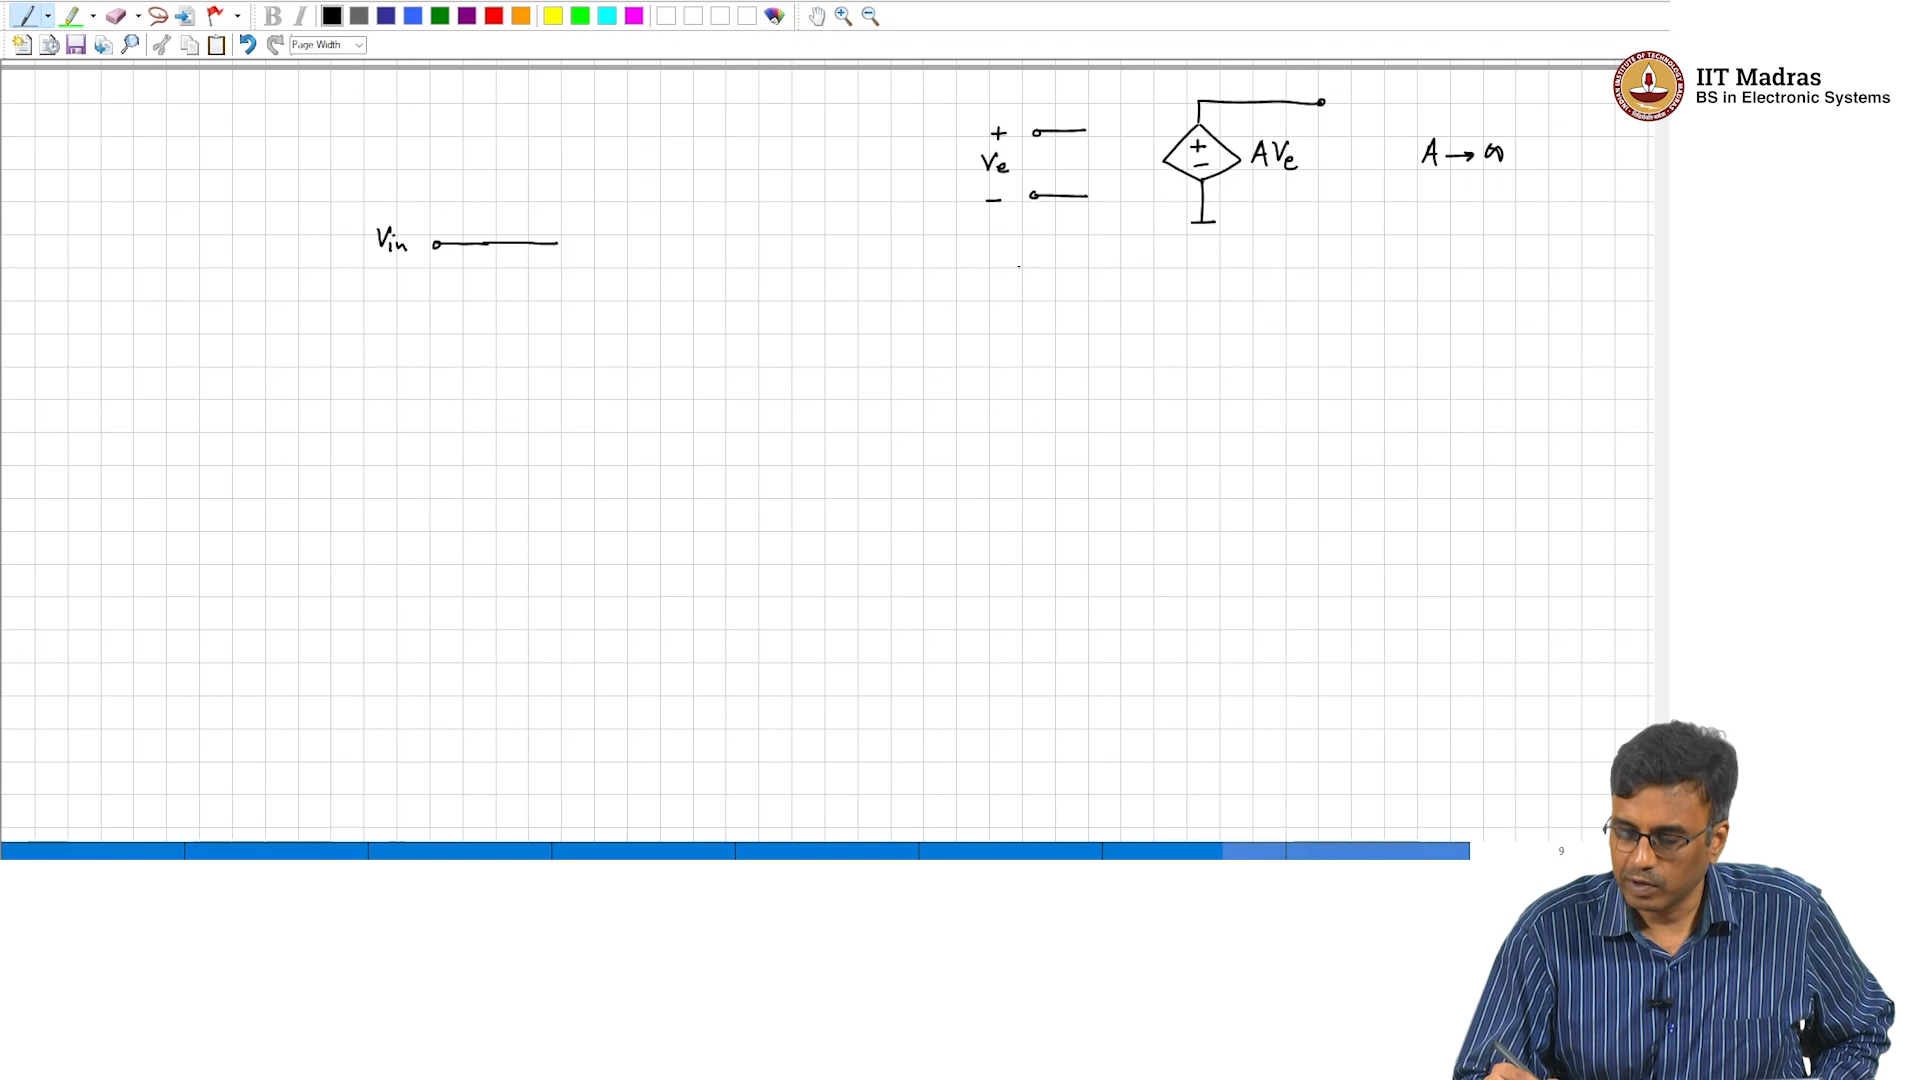 B I
Page Width
IIT Madras
BS in Electronic Systems
+
Ve
-
+
-
AVe
A → ∞
Vin
9